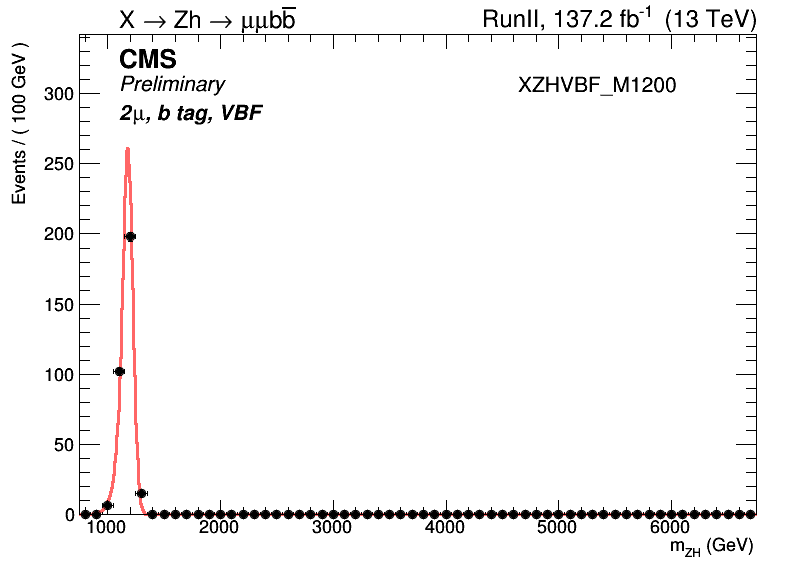 X → Zh → μμbb̅ RunII, 137.2 fb⁻¹ (13 TeV)
CMS
Preliminary
XZHVBF_M1200
2μ, b tag, VBF
Events / ( 100 GeV )
300
250
200
150
100
50
0
1000 2000 3000 4000 5000 6000
m_ZH (GeV)